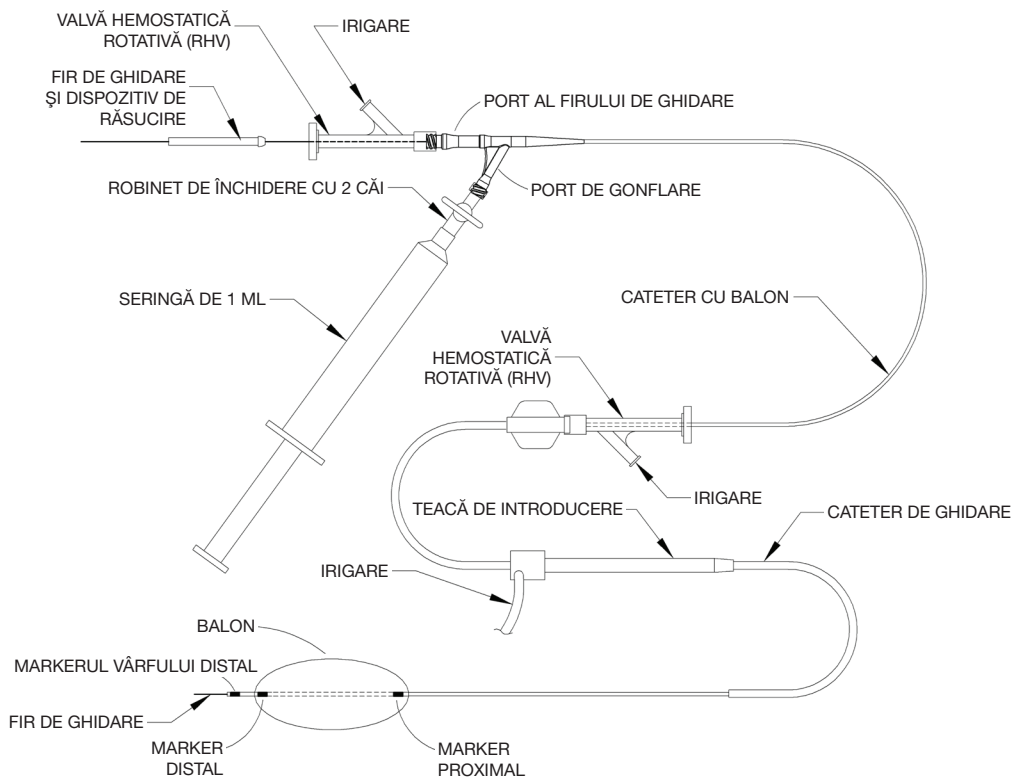 VALVĂ HEMOSTATICĂ
ROTATIVĂ (RHV)
IRIGARE
FIR DE GHIDARE
ŞI DISPOZITIV DE
RĂSUCIRE
PORT AL FIRULUI DE GHIDARE
ROBINET DE ÎNCHIDERE CU 2 CĂI
PORT DE GONFLARE
SERINGĂ DE 1 ML
CATETER CU BALON
VALVĂ
HEMOSTATICĂ
ROTATIVĂ (RHV)
IRIGARE
TEACĂ DE INTRODUCERE
CATETER DE GHIDARE
IRIGARE
BALON
MARKERUL VÂRFULUI DISTAL
FIR DE GHIDARE
MARKER
DISTAL
MARKER
PROXIMAL